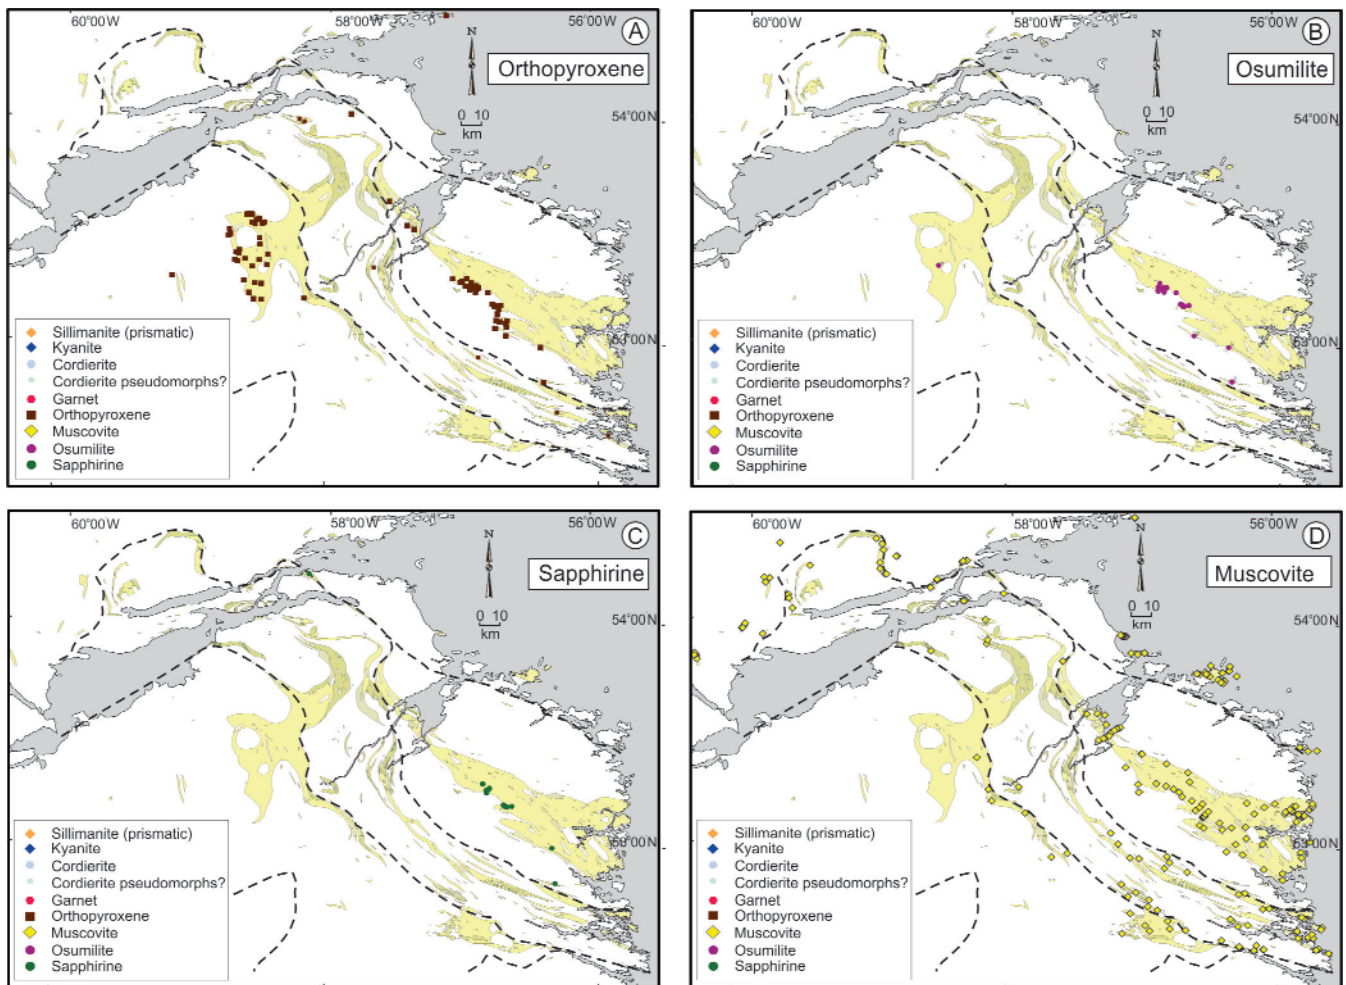 60°00'W 58°00'W 56°00'W
A
N
Orthopyroxene
0 10
km
54°00'N
53°00'N
Sillimanite (prismatic)
Kyanite
Cordierite
Cordierite pseudomorphs?
Garnet
Orthopyroxene
Muscovite
Osumilite
Sapphirine
60°00'W 58°00'W 56°00'W
B
N
Osumilite
0 10
km
54°00'N
53°00'N
Sillimanite (prismatic)
Kyanite
Cordierite
Cordierite pseudomorphs?
Garnet
Orthopyroxene
Muscovite
Osumilite
Sapphirine
60°00'W 58°00'W 56°00'W
C
N
Sapphirine
0 10
km
54°00'N
53°00'N
Sillimanite (prismatic)
Kyanite
Cordierite
Cordierite pseudomorphs?
Garnet
Orthopyroxene
Muscovite
Osumilite
Sapphirine
60°00'W 58°00'W 56°00'W
D
N
Muscovite
0 10
km
54°00'N
53°00'N
Sillimanite (prismatic)
Kyanite
Cordierite
Cordierite pseudomorphs?
Garnet
Orthopyroxene
Muscovite
Osumilite
Sapphirine